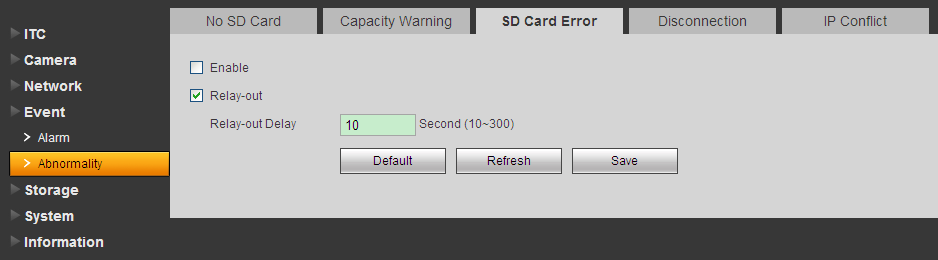 No SD Card
Capacity Warning
SD Card Error
Disconnection
IP Conflict
ITC
Camera
Network
Event
Alarm
Abnormality
Storage
System
Information
Enable
Relay-out
Relay-out Delay 10 Second (10~300)
Default Refresh Save